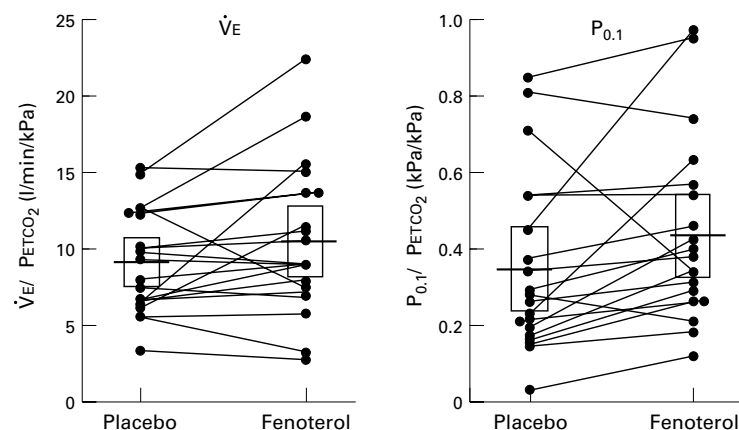 V̇E
V̇E/ PETCO2 (l/min/kPa)
25
20
15
10
5
0
Placebo
Fenoterol
P0.1
P0.1/ PETCO2 (kPa/kPa)
1.0
0.8
0.6
0.4
0.2
0
Placebo
Fenoterol